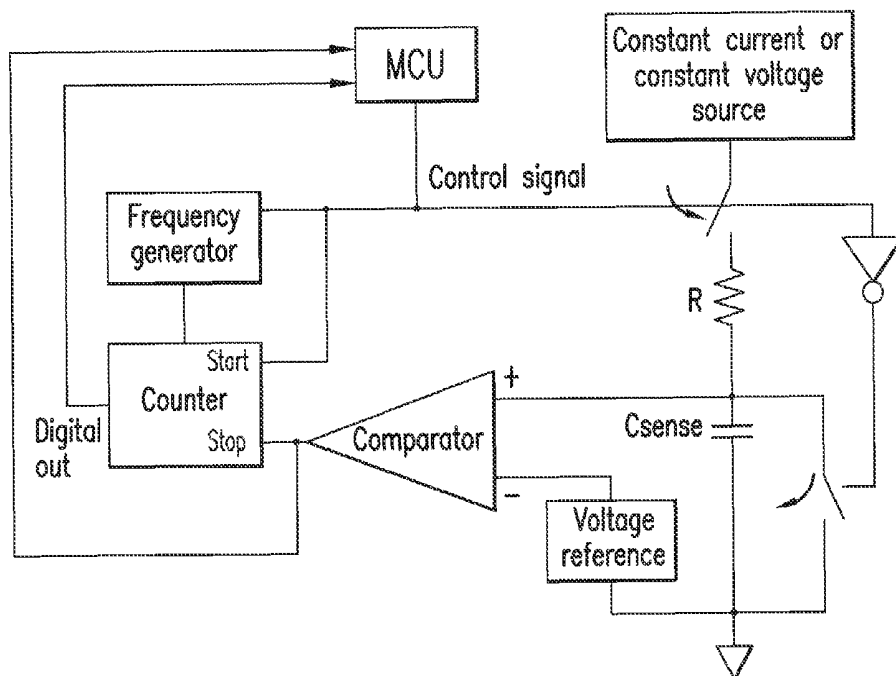 MCU
Constant current or
constant voltage
source
Control signal
Frequency
generator
R
Start
Counter
Stop
Digital
out
+
Comparator
−
Csense
Voltage
reference